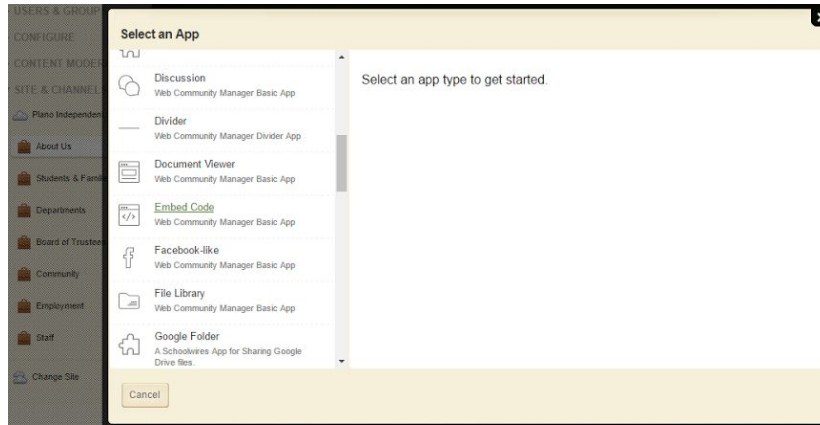 USERS & GROUP
CONFIGURE
CONTENT MODER
SITE & CHANNEL
Plano Independen
About Us
Students & Famil
Departments
Board of Trustees
Community
Employment
Staff
Change Site
Select an App
Discussion
Web Community Manager Basic App
Divider
Web Community Manager Divider App
Document Viewer
Web Community Manager Basic App
Embed Code
Web Community Manager Basic App
Facebook-like
Web Community Manager Basic App
File Library
Web Community Manager Basic App
Google Folder
A Schoolwires App for Sharing Google
Drive files.
Select an app type to get started.
Cancel